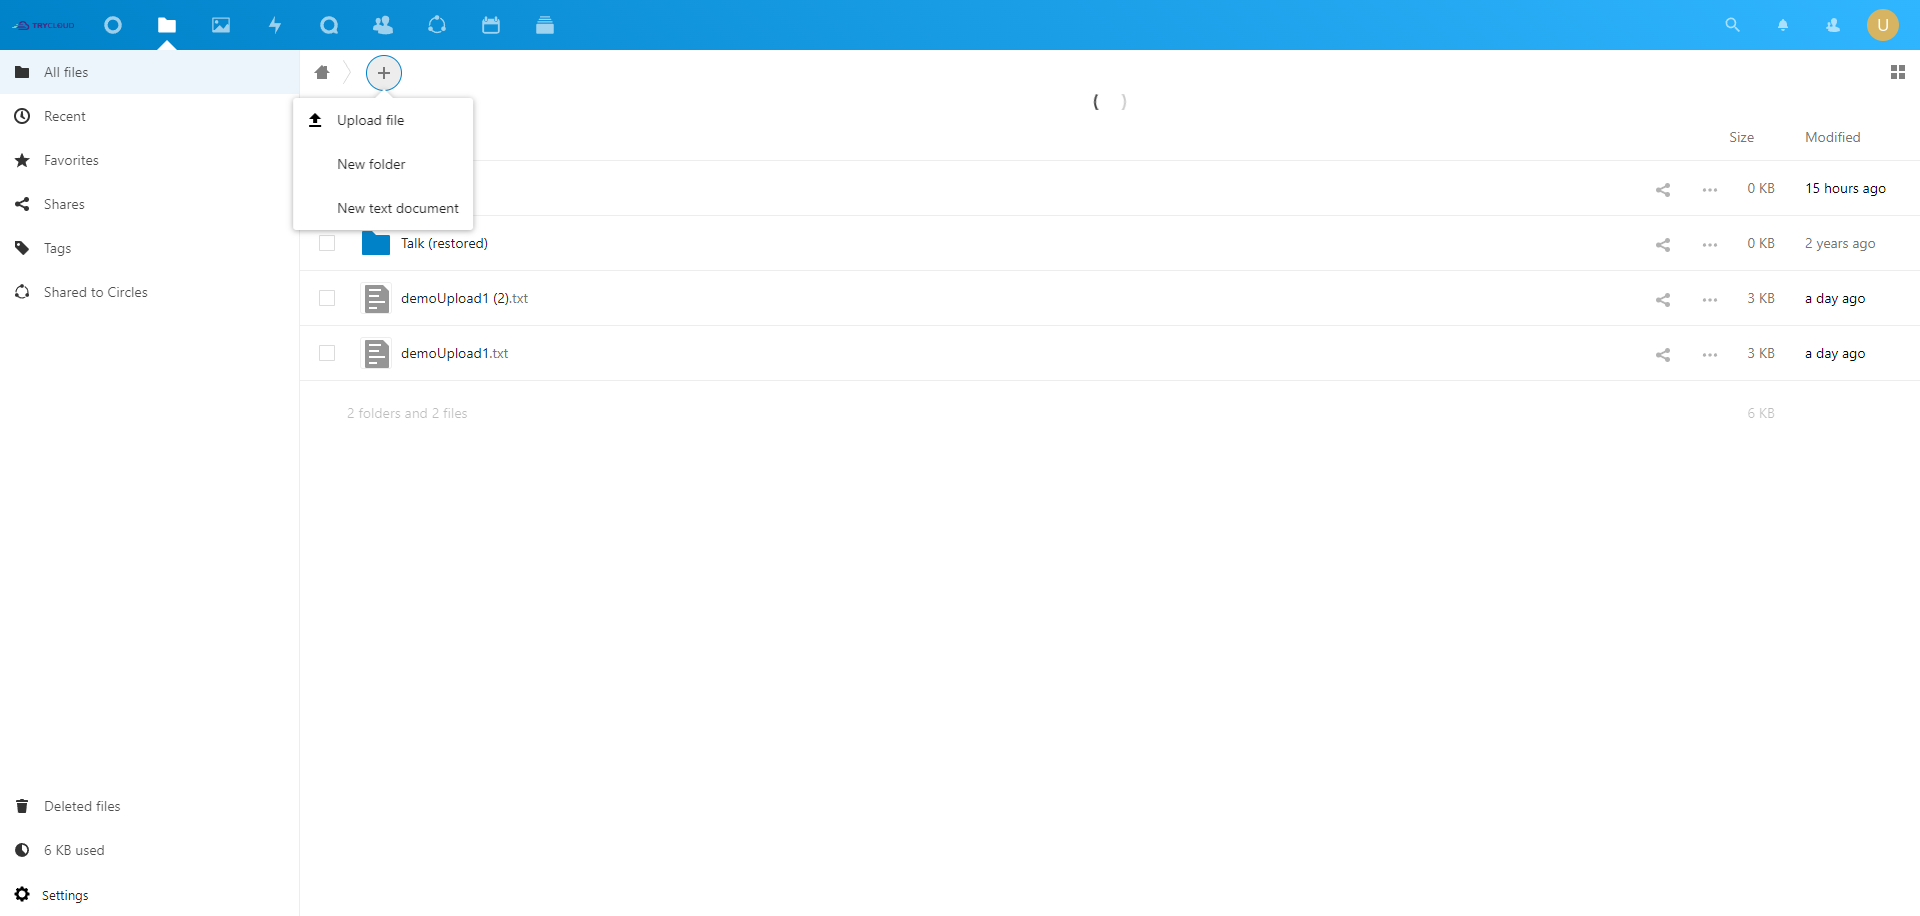 TRYCLOUD
U
All files
Recent
Favorites
Shares
Tags
Shared to Circles
Upload file
New folder
New text document
Size Modified
0 KB 15 hours ago
Talk (restored) 0 KB 2 years ago
demoUpload1 (2).txt 3 KB a day ago
demoUpload1.txt 3 KB a day ago
2 folders and 2 files 6 KB
Deleted files
6 KB used
Settings